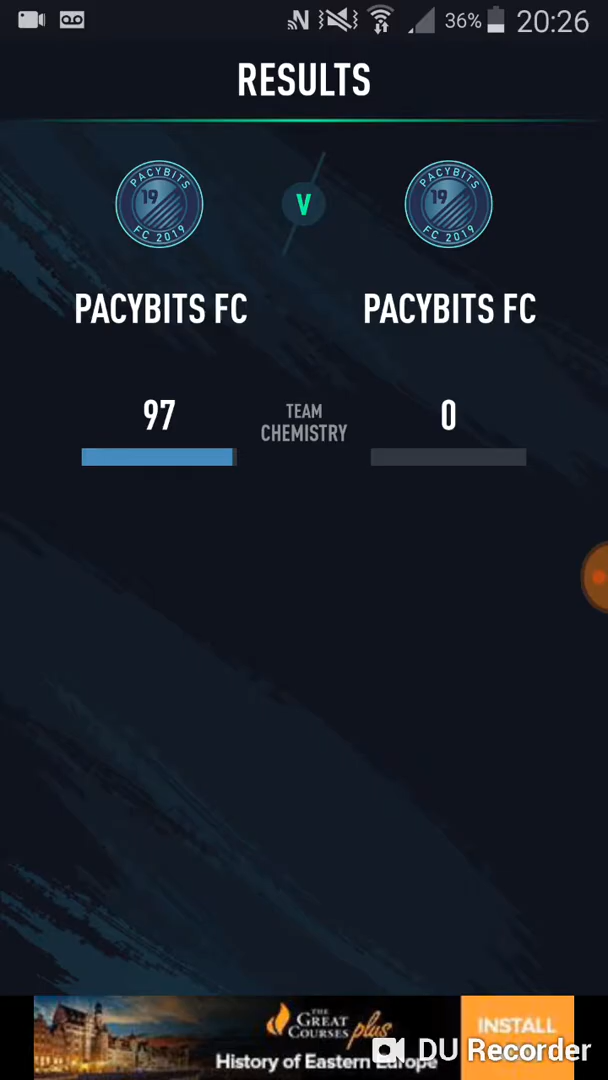 36% 20:26
RESULTS
PACYBITS
19
FC 2019
V
PACYBITS
19
FC 2019
PACYBITS FC
PACYBITS FC
97
TEAM
CHEMISTRY
0
THE
GREAT
COURSES plus
INSTALL
History of Eastern Europe
DU Recorder